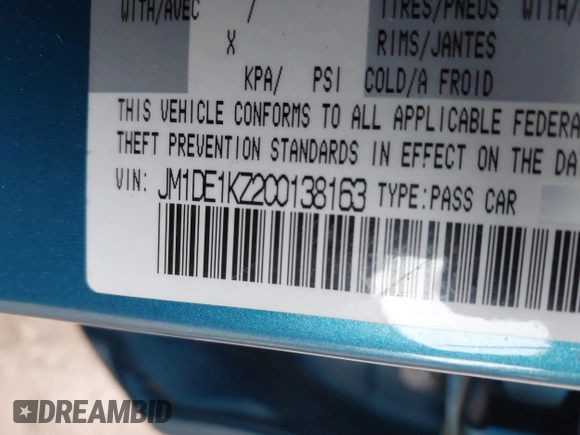 WITH/AVEC /
TIRES/PNEUS WITH/
X RIMS/JANTES
KPA/ PSI COLD/A FROID
THIS VEHICLE CONFORMS TO ALL APPLICABLE FEDERA
THEFT PREVENTION STANDARDS IN EFFECT ON THE DA
VIN: JM1DE1KZ2C0138163 TYPE:PASS CAR
DREAMBID